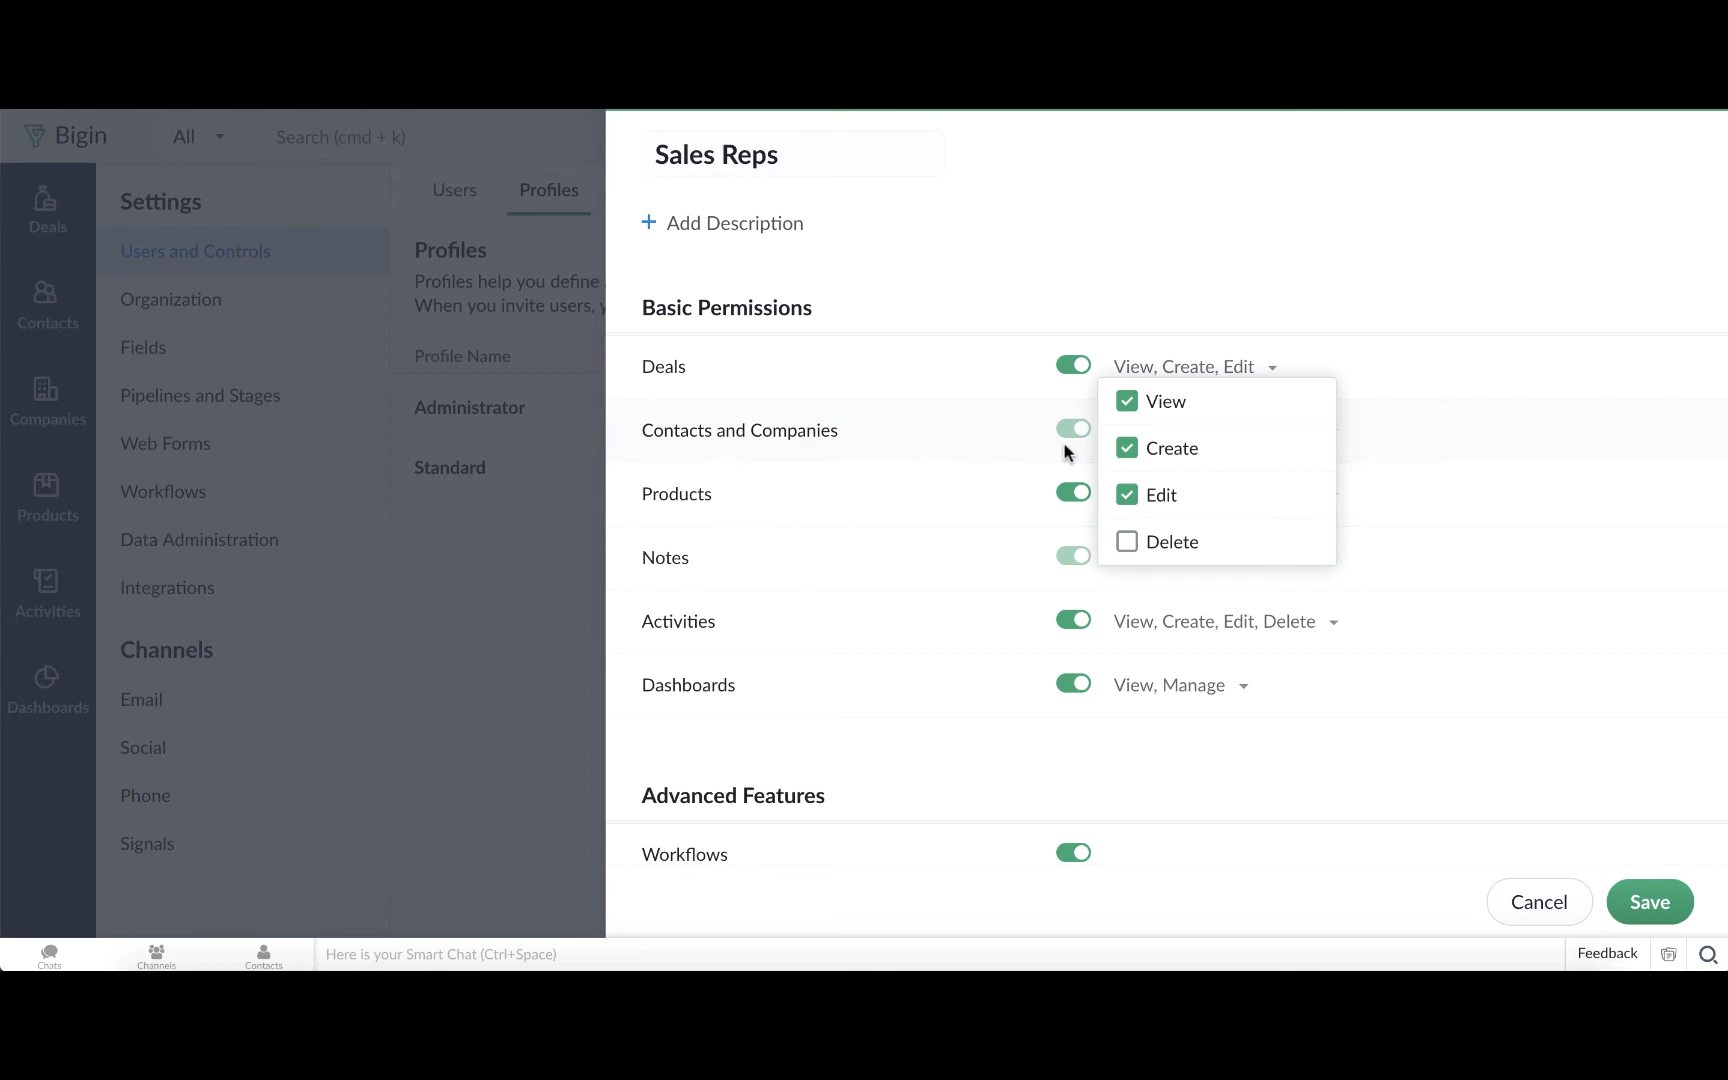 Bigin
All
Search (cmd + k)
Deals
Contacts
Companies
Products
Activities
Dashboards
Settings
Users and Controls
Organization
Fields
Pipelines and Stages
Web Forms
Workflows
Data Administration
Integrations
Channels
Email
Social
Phone
Signals
Users
Profiles
Profiles
Profiles help you define
When you invite users,
Profile Name
Administrator
Standard
Sales Reps
+ Add Description
Basic Permissions
Deals
View, Create, Edit
View
Create
Edit
Delete
Contacts and Companies
Products
Notes
Activities
View, Create, Edit, Delete
Dashboards
View, Manage
Advanced Features
Workflows
Cancel
Save
Chats
Channels
Contacts
Here is your Smart Chat (Ctrl+Space)
Feedback